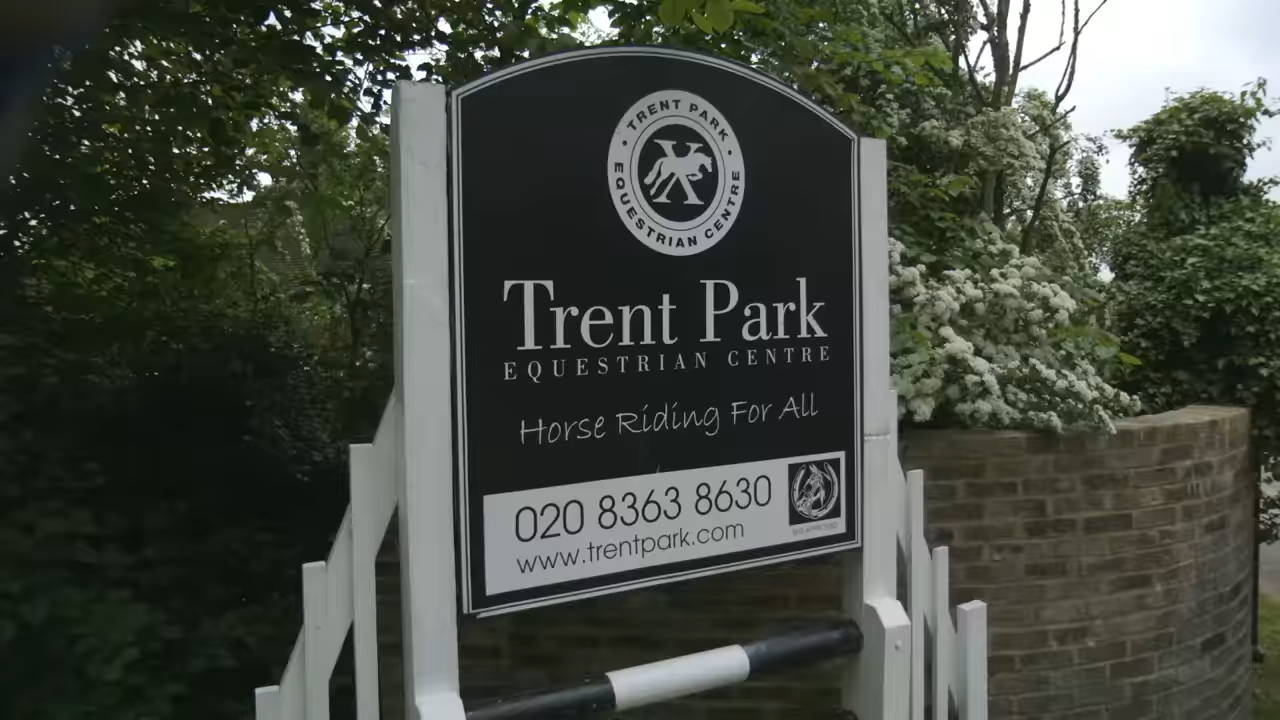 TRENT PARK
EQUESTRIAN CENTRE
Trent Park
EQUESTRIAN CENTRE
Horse Riding For All
020 8363 8630
www.trentpark.com